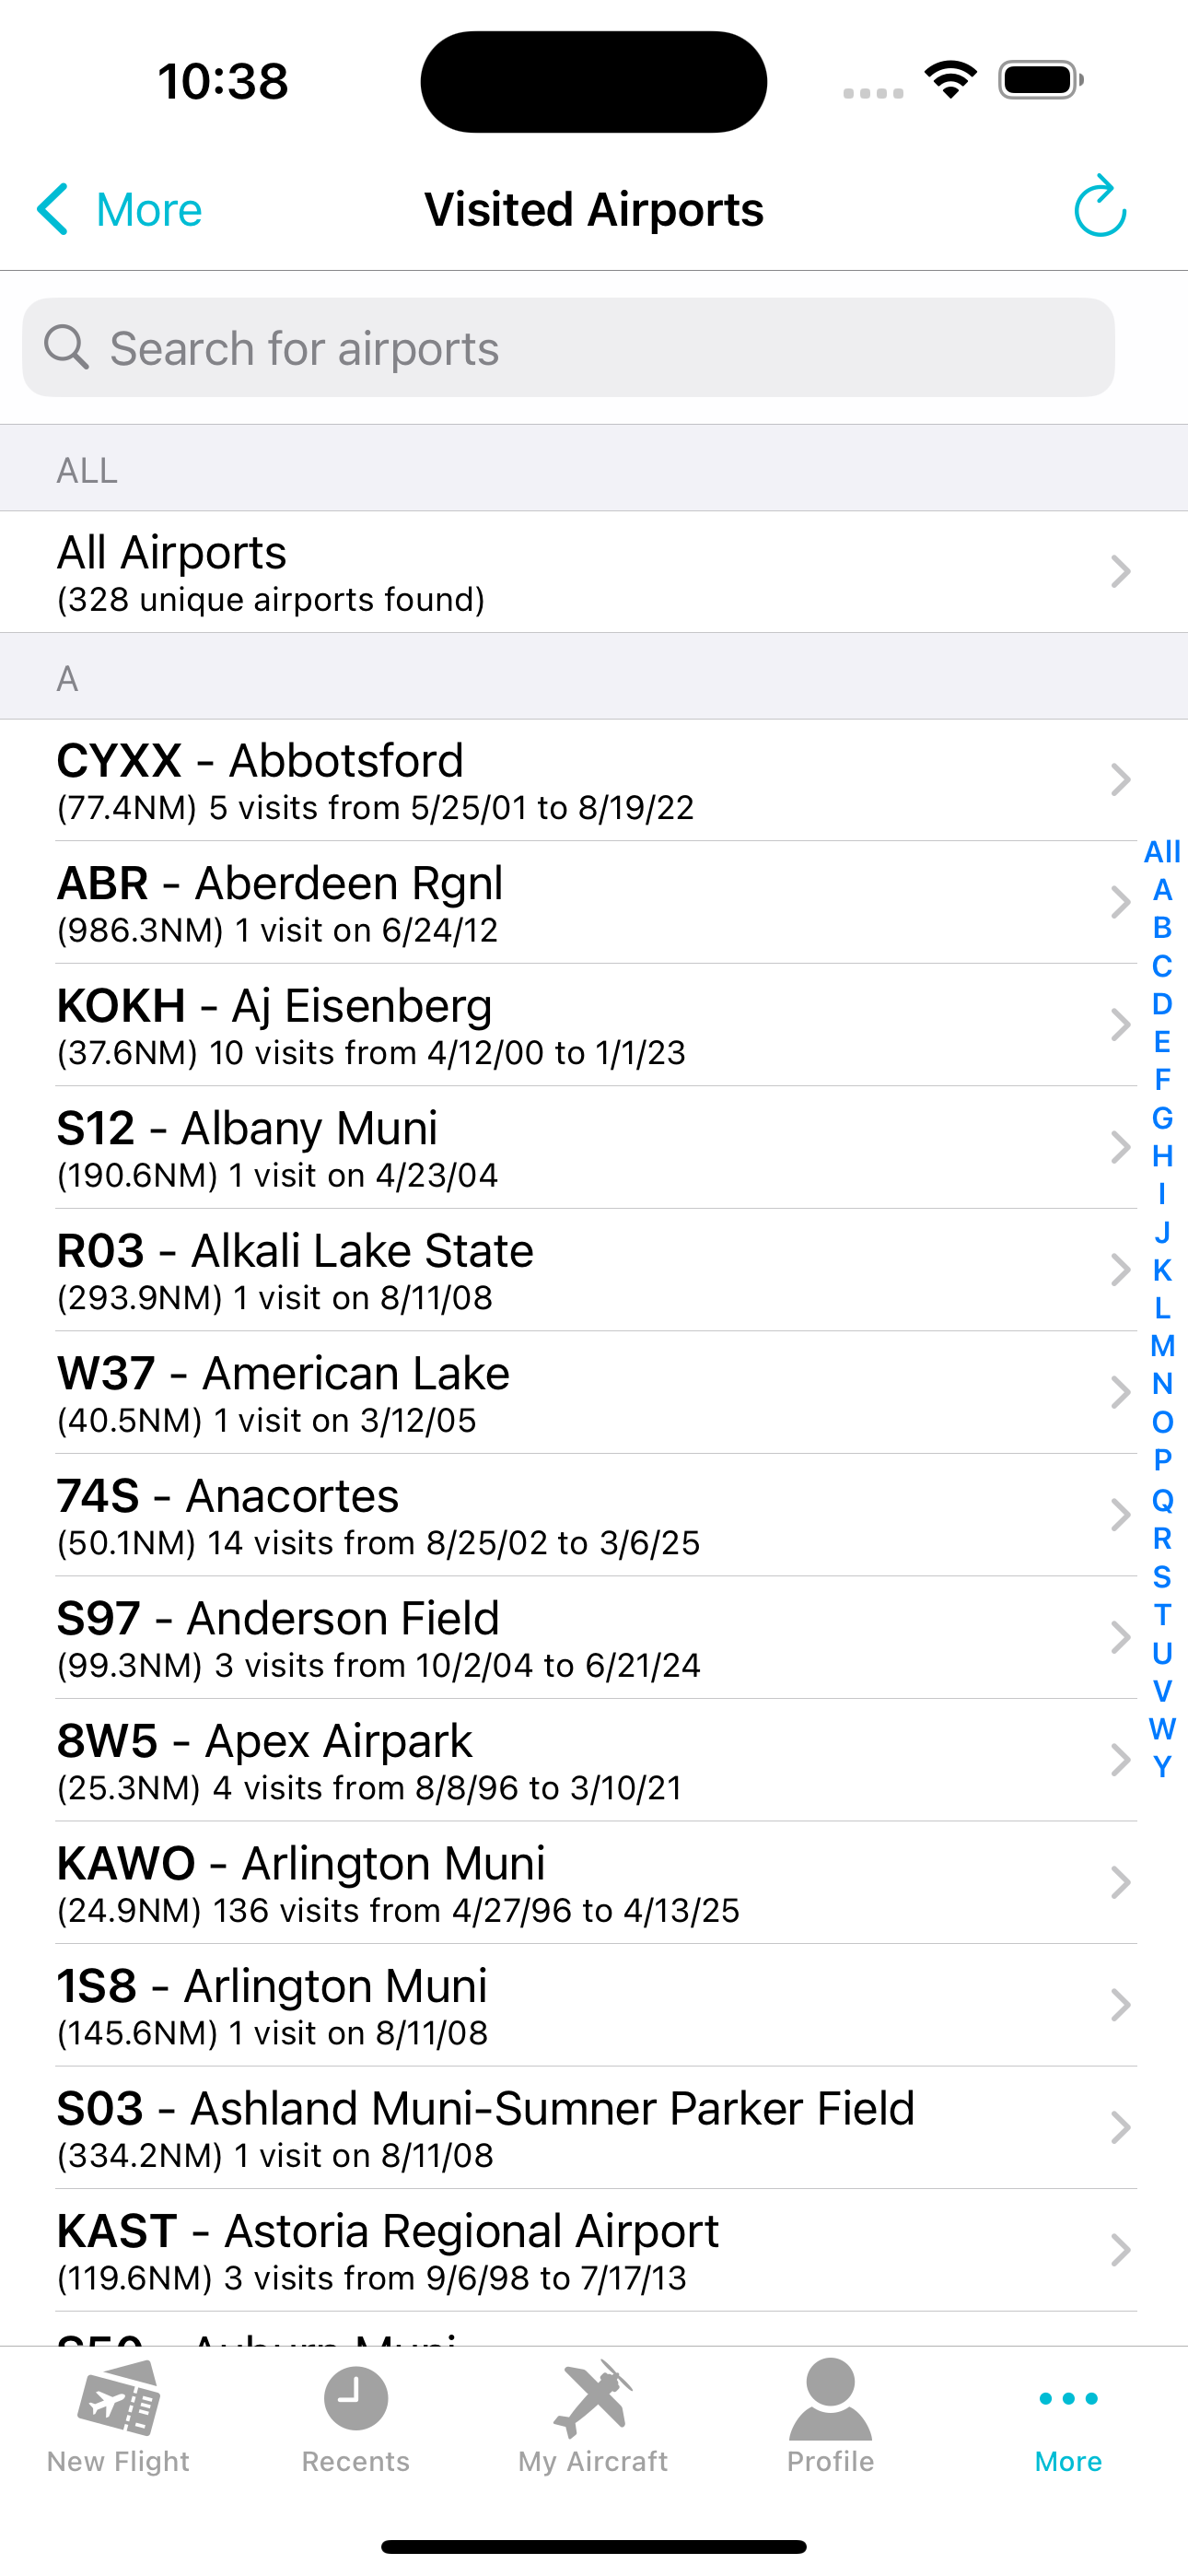 10:38
More
Visited Airports
Search for airports
ALL
All Airports
(328 unique airports found)
A
CYXX - Abbotsford
(77.4NM) 5 visits from 5/25/01 to 8/19/22
ABR - Aberdeen Rgnl
(986.3NM) 1 visit on 6/24/12
KOKH - Aj Eisenberg
(37.6NM) 10 visits from 4/12/00 to 1/1/23
S12 - Albany Muni
(190.6NM) 1 visit on 4/23/04
R03 - Alkali Lake State
(293.9NM) 1 visit on 8/11/08
W37 - American Lake
(40.5NM) 1 visit on 3/12/05
74S - Anacortes
(50.1NM) 14 visits from 8/25/02 to 3/6/25
S97 - Anderson Field
(99.3NM) 3 visits from 10/2/04 to 6/21/24
8W5 - Apex Airpark
(25.3NM) 4 visits from 8/8/96 to 3/10/21
KAWO - Arlington Muni
(24.9NM) 136 visits from 4/27/96 to 4/13/25
1S8 - Arlington Muni
(145.6NM) 1 visit on 8/11/08
S03 - Ashland Muni-Sumner Parker Field
(334.2NM) 1 visit on 8/11/08
KAST - Astoria Regional Airport
(119.6NM) 3 visits from 9/6/98 to 7/17/13
S50 - Auburn Muni
All
A
B
C
D
E
F
G
H
I
J
K
L
M
N
O
P
Q
R
S
T
U
V
W
Y
New Flight
Recents
My Aircraft
Profile
More